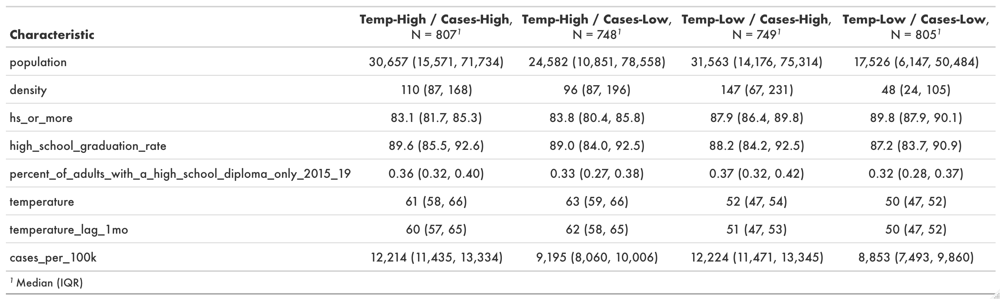 Characteristic Temp-High / Cases-High, N = 807¹ Temp-High / Cases-Low, N = 748¹ Temp-Low / Cases-High, N = 749¹ Temp-Low / Cases-Low, N = 805¹
population 30,657 (15,571, 71,734) 24,582 (10,851, 78,558) 31,563 (14,176, 75,314) 17,526 (6,147, 50,484)
density 110 (87, 168) 96 (87, 196) 147 (67, 231) 48 (24, 105)
hs_or_more 83.1 (81.7, 85.3) 83.8 (80.4, 85.8) 87.9 (86.4, 89.8) 89.8 (87.9, 90.1)
high_school_graduation_rate 89.6 (85.5, 92.6) 89.0 (84.0, 92.5) 88.2 (84.2, 92.5) 87.2 (83.7, 90.9)
percent_of_adults_with_a_high_school_diploma_only_2015_19 0.36 (0.32, 0.40) 0.33 (0.27, 0.38) 0.37 (0.32, 0.42) 0.32 (0.28, 0.37)
temperature 61 (58, 66) 63 (59, 66) 52 (47, 54) 50 (47, 52)
temperature_lag_1mo 60 (57, 65) 62 (58, 65) 51 (47, 53) 50 (47, 52)
cases_per_100k 12,214 (11,435, 13,334) 9,195 (8,060, 10,006) 12,224 (11,471, 13,345) 8,853 (7,493, 9,860)
¹ Median (IQR)